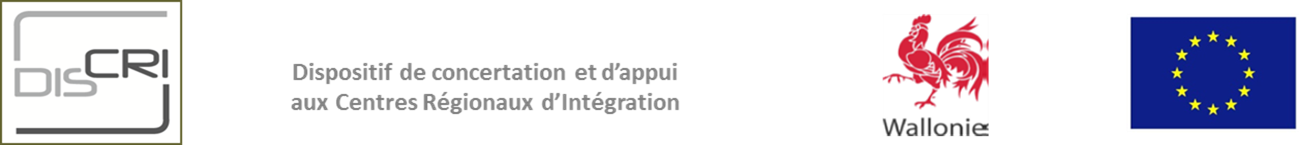 DISCRI
Dispositif de concertation et d'appui
aux Centres Régionaux d'Intégration
Wallonie